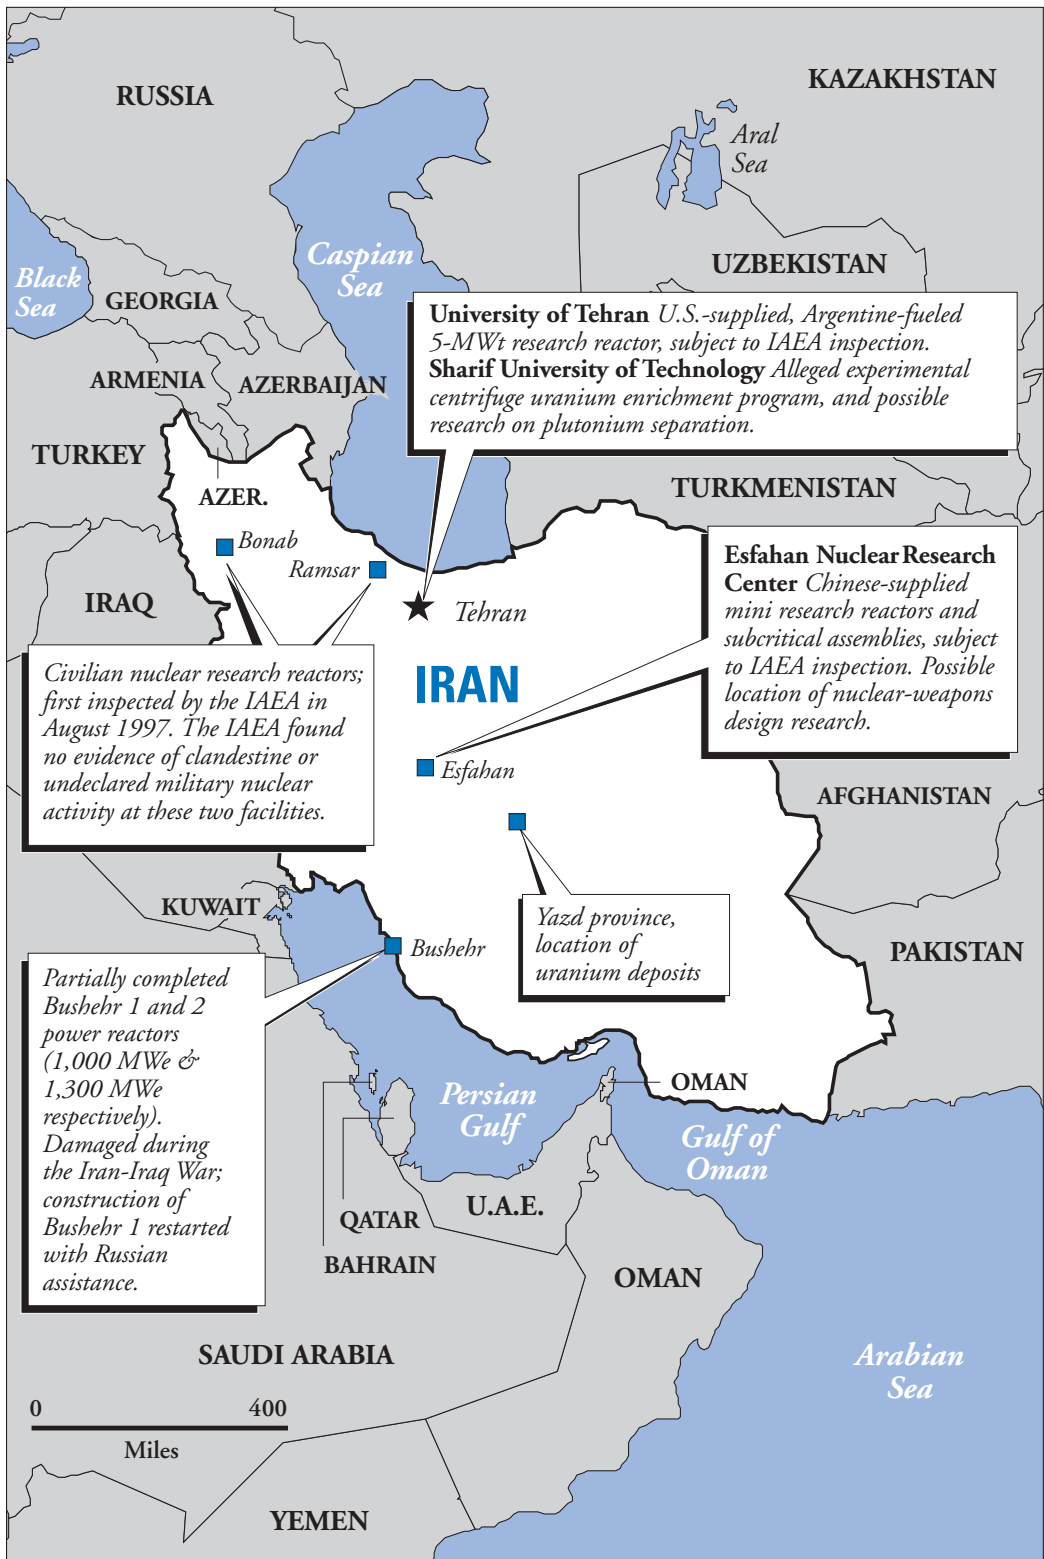 RUSSIA
KAZAKHSTAN
Aral
Sea
Caspian
Sea
UZBEKISTAN
Black
Sea
GEORGIA
University of Tehran U.S.-supplied, Argentine-fueled
5-MWt research reactor, subject to IAEA inspection.
Sharif University of Technology Alleged experimental
centrifuge uranium enrichment program, and possible
research on plutonium separation.
ARMENIA
AZERBAIJAN
TURKEY
AZER.
TURKMENISTAN
Bonab
Ramsar
Tehran
IRAQ
IRAN
Esfahan Nuclear Research
Center Chinese-supplied
mini research reactors and
subcritical assemblies, subject
to IAEA inspection. Possible
location of nuclear-weapons
design research.
Civilian nuclear research reactors;
first inspected by the IAEA in
August 1997. The IAEA found
no evidence of clandestine or
undeclared military nuclear
activity at these two facilities.
Esfahan
AFGHANISTAN
KUWAIT
Yazd province,
location of
uranium deposits
Bushehr
PAKISTAN
Partially completed
Bushehr 1 and 2
power reactors
(1,000 MWe &
1,300 MWe
respectively).
Damaged during
the Iran-Iraq War;
construction of
Bushehr 1 restarted
with Russian
assistance.
OMAN
Persian
Gulf
Gulf of
Oman
U.A.E.
QATAR
BAHRAIN
OMAN
SAUDI ARABIA
Arabian
Sea
0 400
Miles
YEMEN